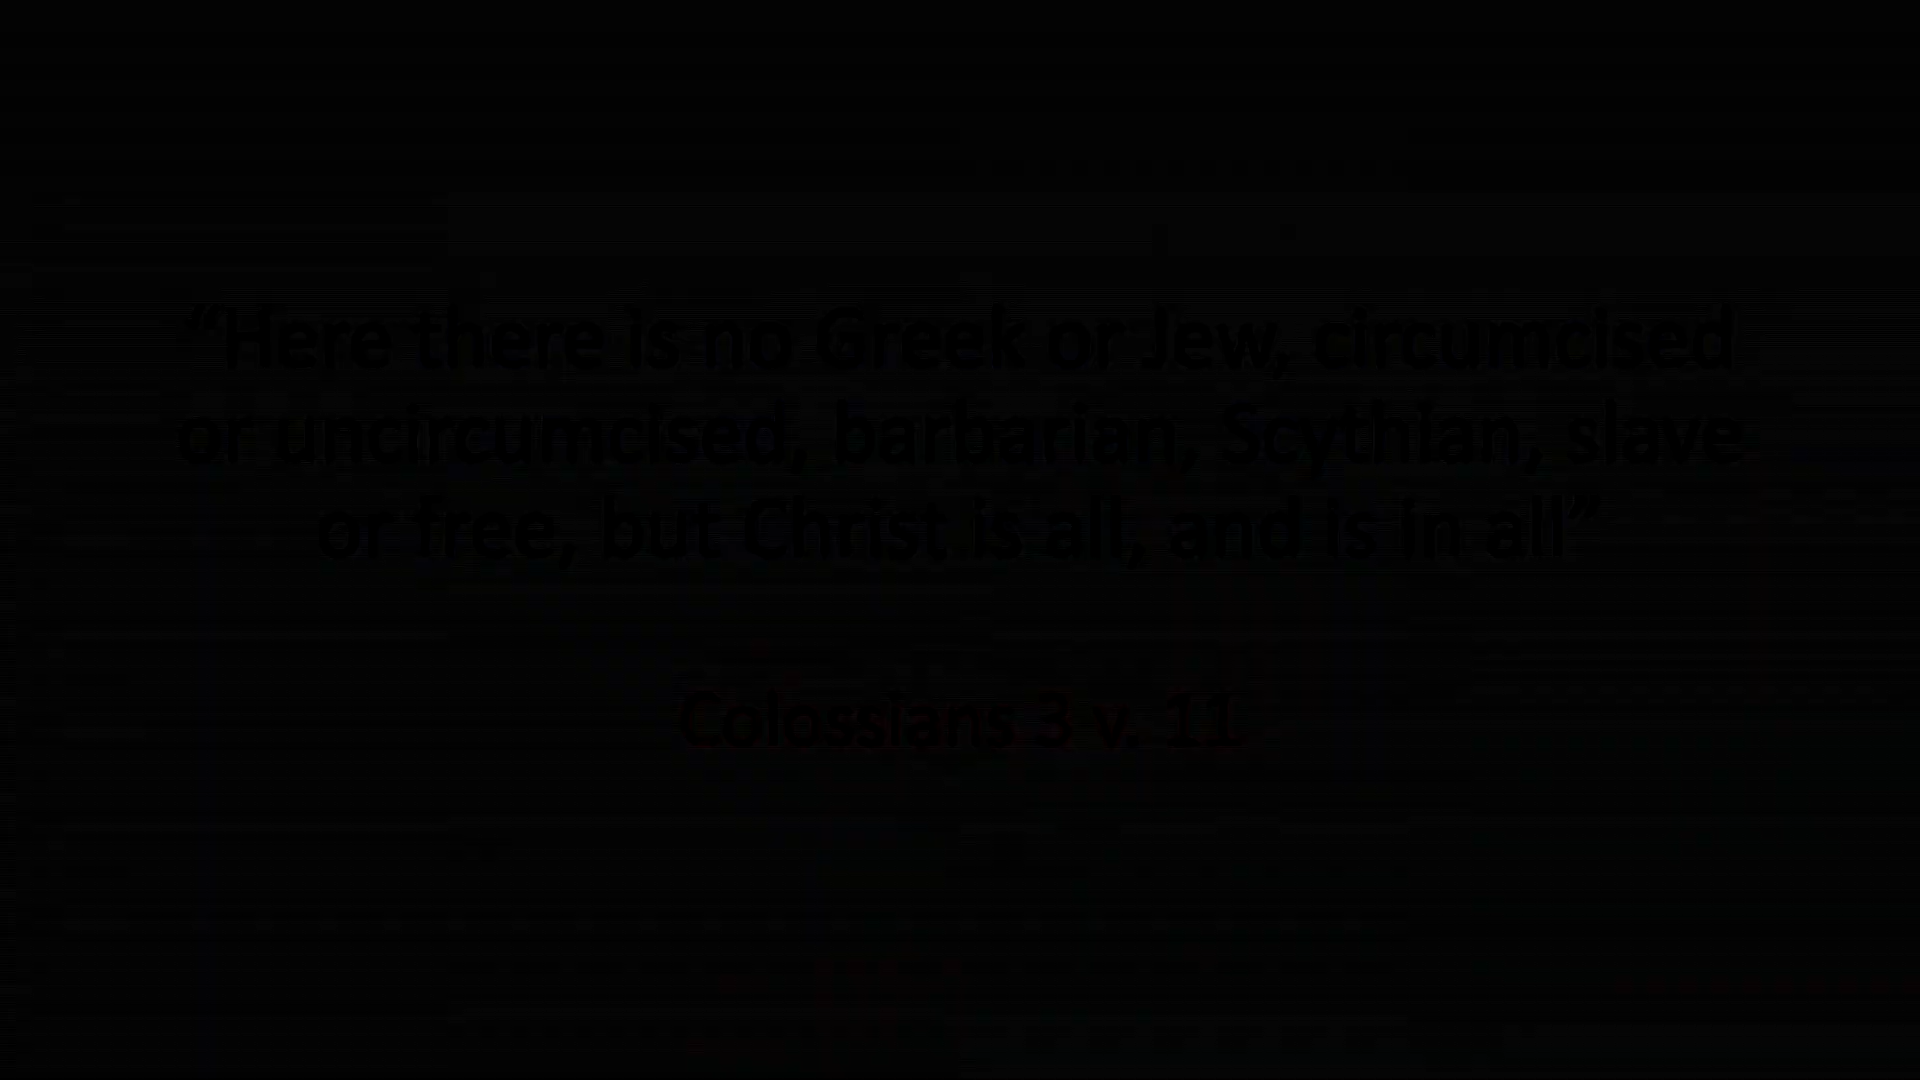 “Here there is no Greek or Jew, circumcised
or uncircumcised, barbarian, Scythian, slave
or free, but Christ is all, and is in all”
Colossians 3 v. 11